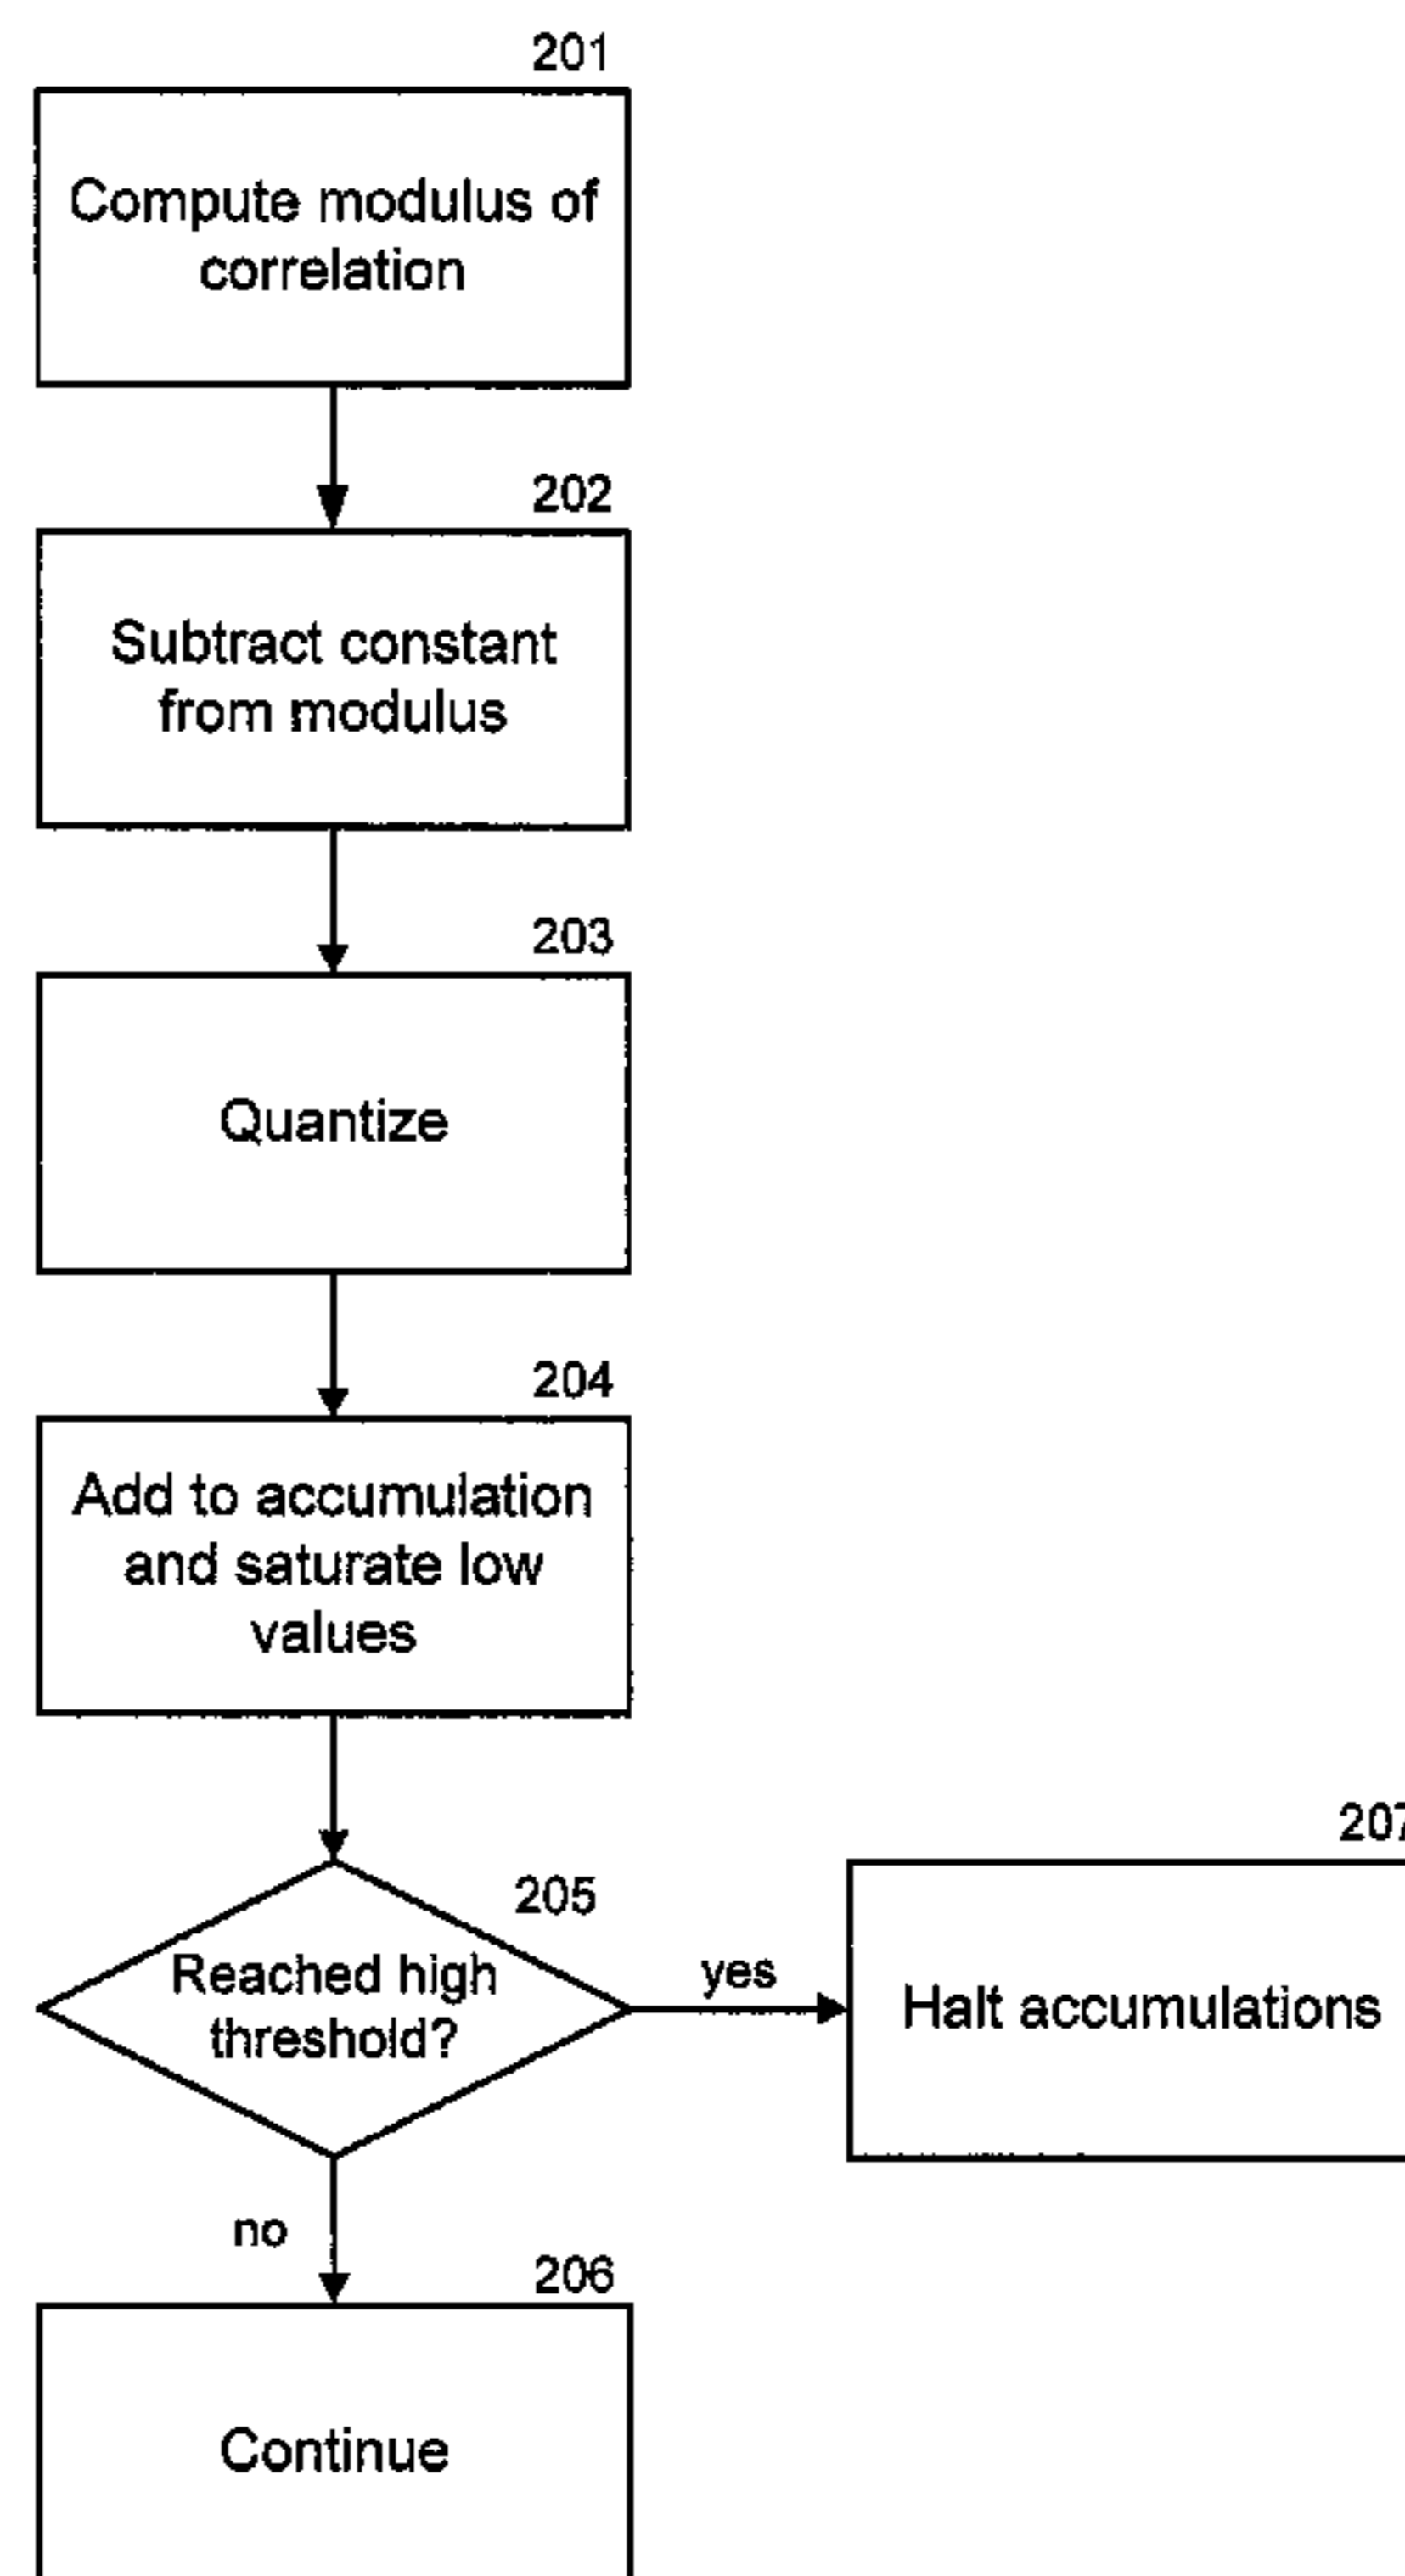 201
Compute modulus of
correlation
202
Subtract constant
from modulus
203
Quantize
204
Add to accumulation
and saturate low
values
205
Reached high
threshold?
yes
207
Halt accumulations
no
206
Continue